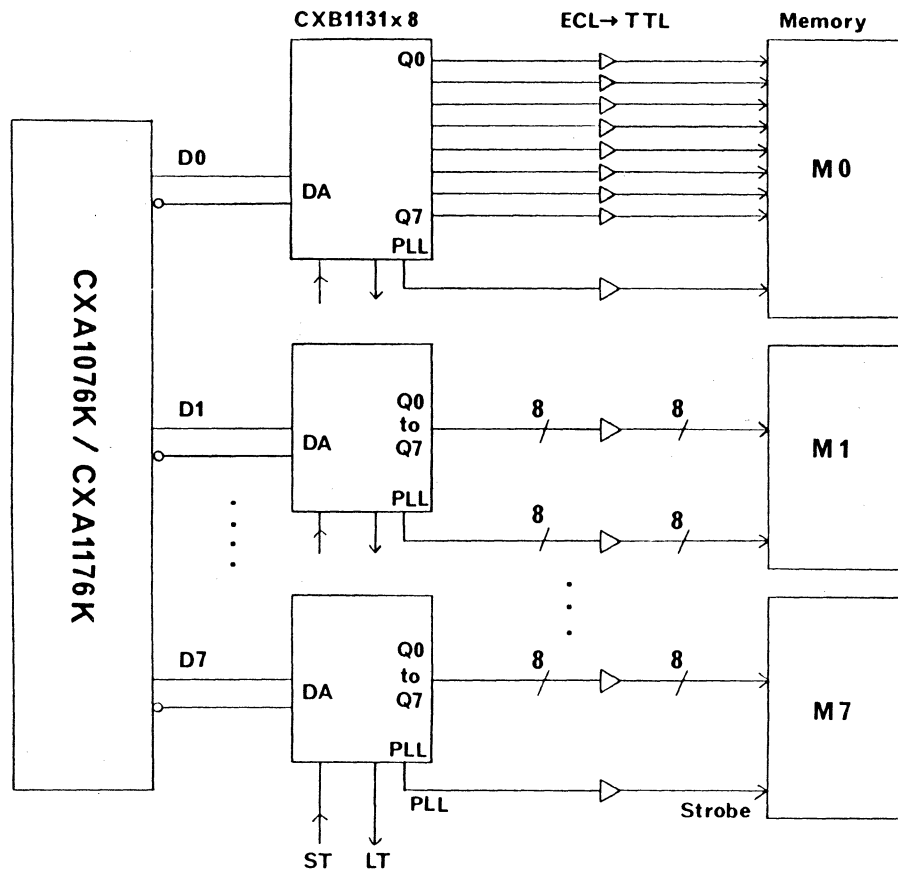 CXB1131 x 8
ECL→ TTL
Memory
Q0
D0
DA
Q7
PLL
M0
CXA1076K / CXA1176K
D1
DA
Q0
to
Q7
PLL
8
8
8
8
M1
D7
DA
Q0
to
Q7
PLL
8
8
M7
PLL
Strobe
ST
LT